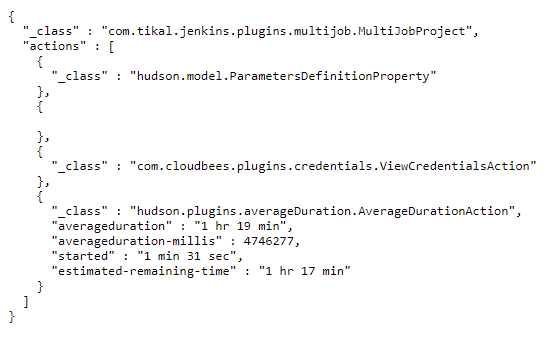 {
  "_class" : "com.tikal.jenkins.plugins.multijob.MultiJobProject",
  "actions" : [
    {
      "_class" : "hudson.model.ParametersDefinitionProperty"
    },
    {

    },
    {
      "_class" : "com.cloudbees.plugins.credentials.ViewCredentialsAction"
    },
    {
      "_class" : "hudson.plugins.averageDuration.AverageDurationAction",
      "averageduration" : "1 hr 19 min",
      "averageduration-millis" : 4746277,
      "started" : "1 min 31 sec",
      "estimated-remaining-time" : "1 hr 17 min"
    }
  ]
}